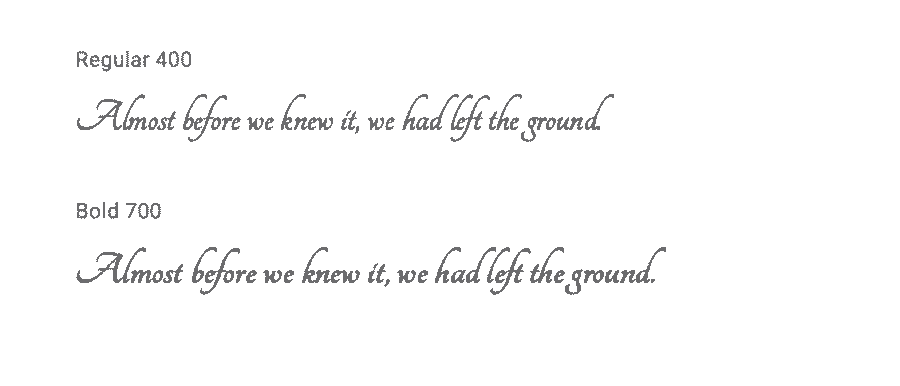 Regular 400
Almost before we knew it, we had left the ground.
Bold 700
Almost before we knew it, we had left the ground.